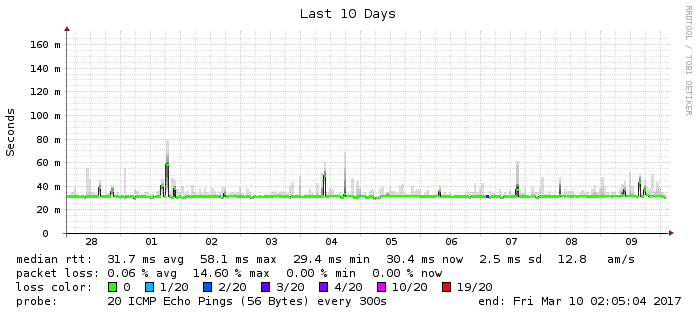 Last 10 Days
RRDTOOL / TOBI OETIKER
Seconds
160 m
140 m
120 m
100 m
80 m
60 m
40 m
20 m
0
28 01 02 03 04 05 06 07 08 09
median rtt: 31.7 ms avg 58.1 ms max 29.4 ms min 30.4 ms now 2.5 ms sd 12.8 am/s
packet loss: 0.06 % avg 14.60 % max 0.00 % min 0.00 % now
loss color: 0 1/20 2/20 3/20 4/20 10/20 19/20
probe: 20 ICMP Echo Pings (56 Bytes) every 300s end: Fri Mar 10 02:05:04 2017